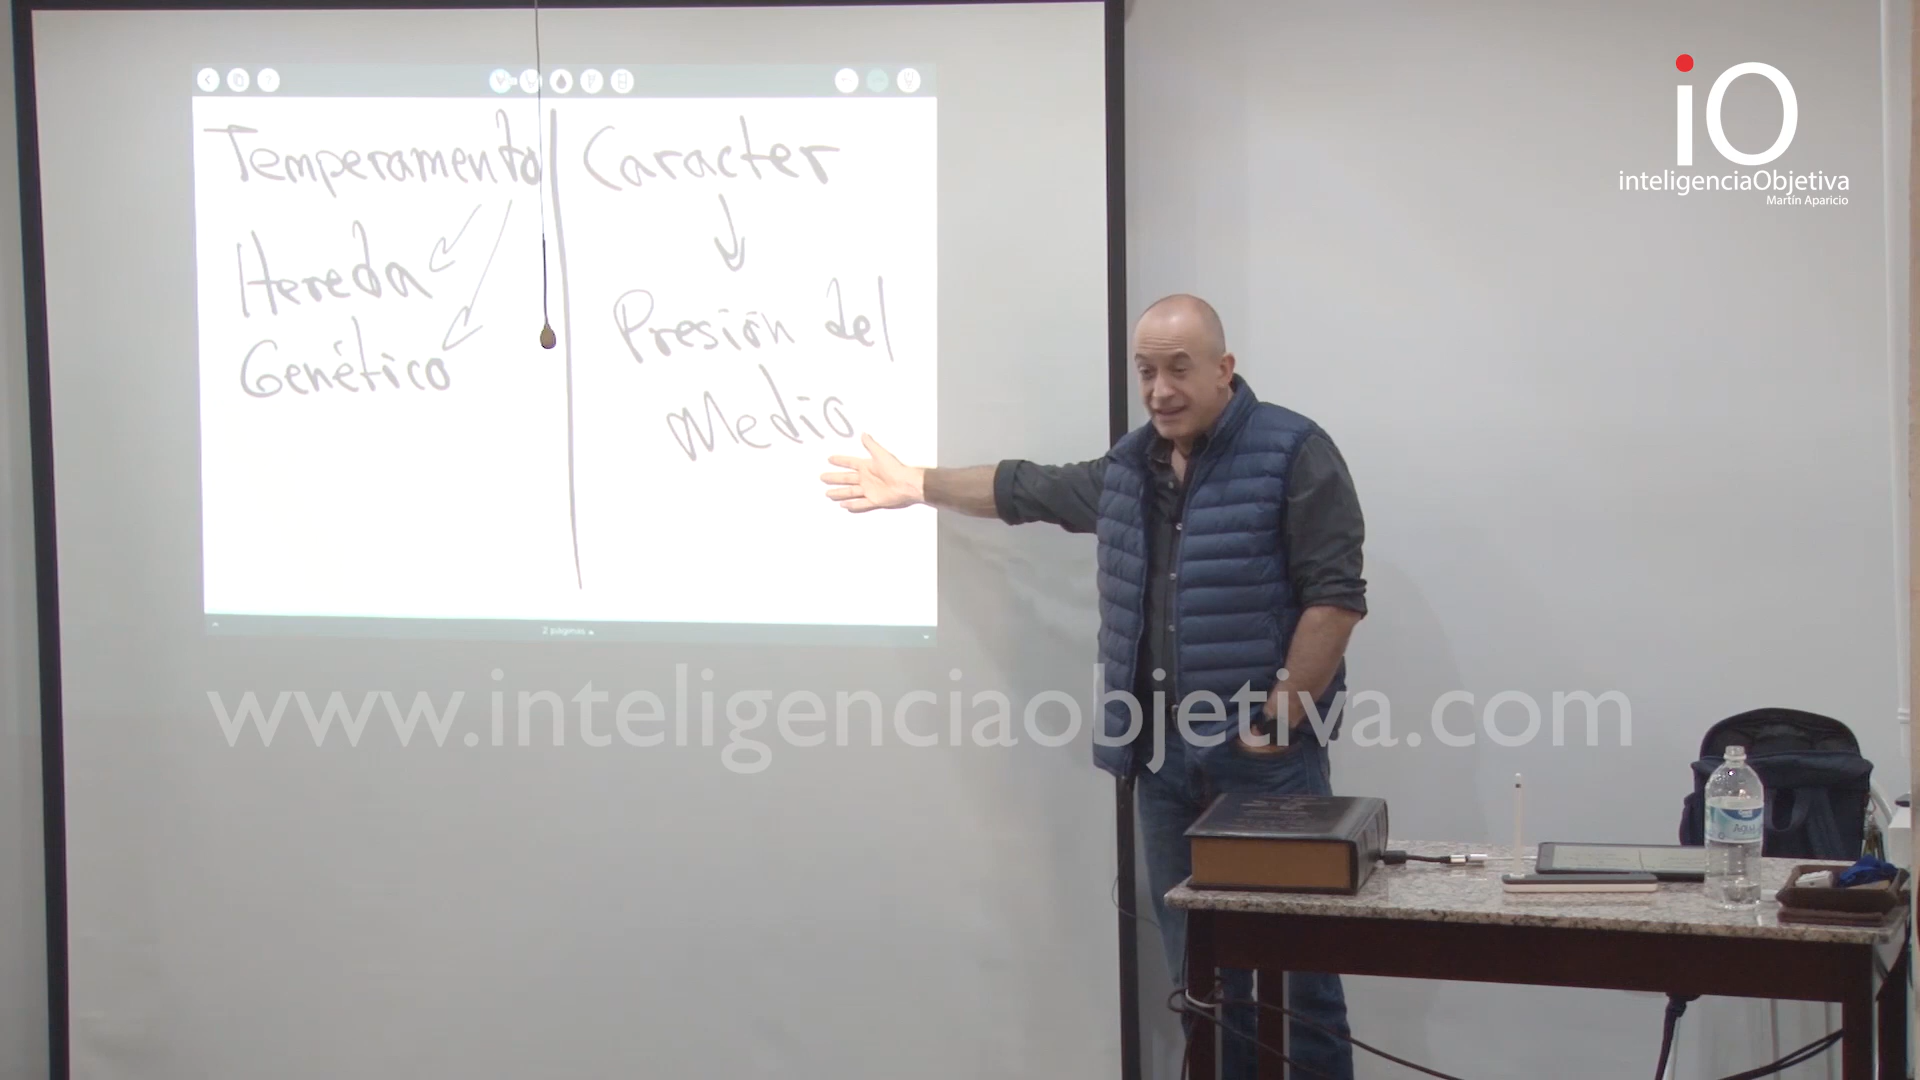 Temperamento
Hereda
Genético
Caracter
Presión del
Medio
2 páginas
iO
inteligenciaObjetiva
Martín Aparicio
www.inteligenciaobjetiva.com